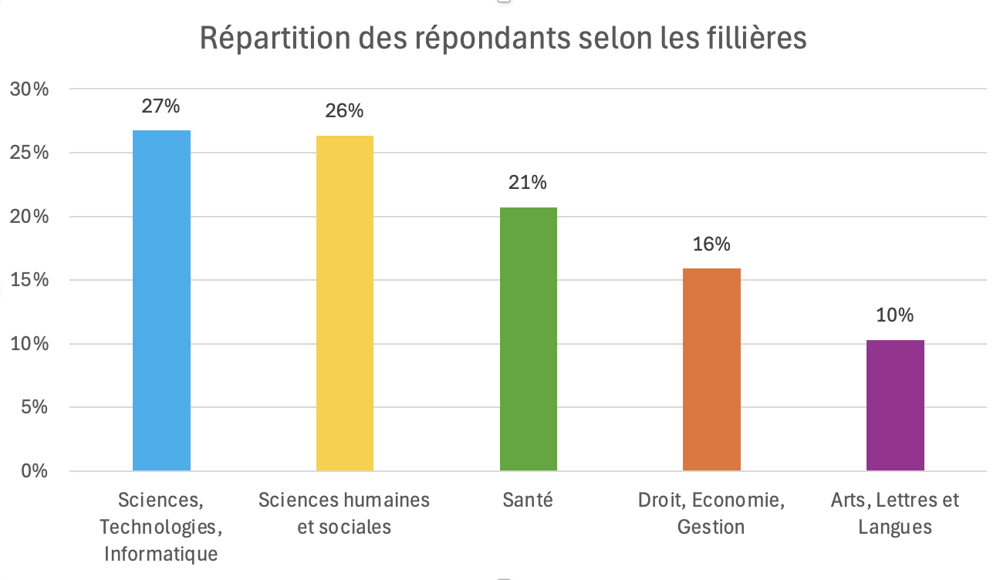 Répartition des répondants selon les fillières
30%
25%
20%
15%
10%
5%
0%
27%
26%
21%
16%
10%
Sciences,
Technologies,
Informatique
Sciences humaines
et sociales
Santé
Droit, Economie,
Gestion
Arts, Lettres et
Langues